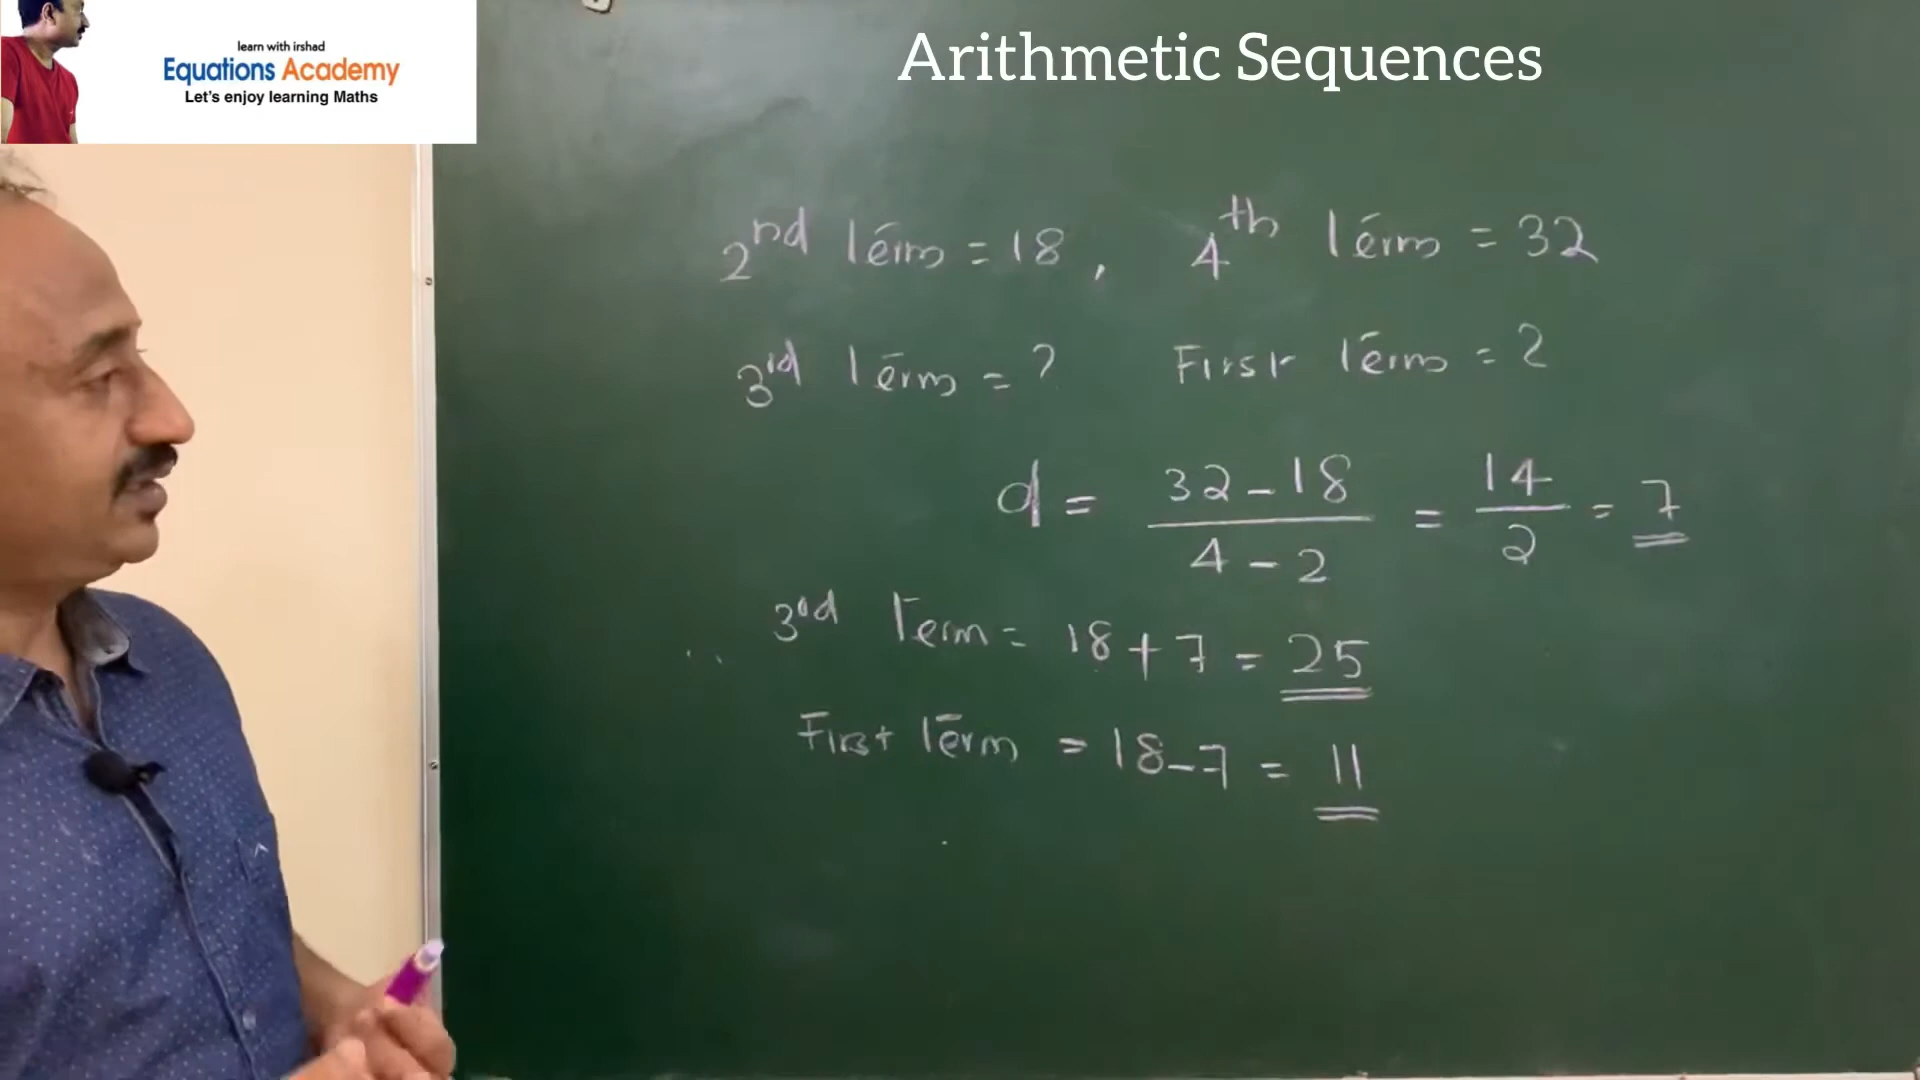 learn with irshad
Equations Academy
Let's enjoy learning Maths
Arithmetic Sequences
2nd term = 18, 4th term = 32
3rd term = ? First term = ?
d = 32 - 18 / 4 - 2 = 14 / 2 = 7
3rd Term = 18 + 7 = 25
First term = 18 - 7 = 11